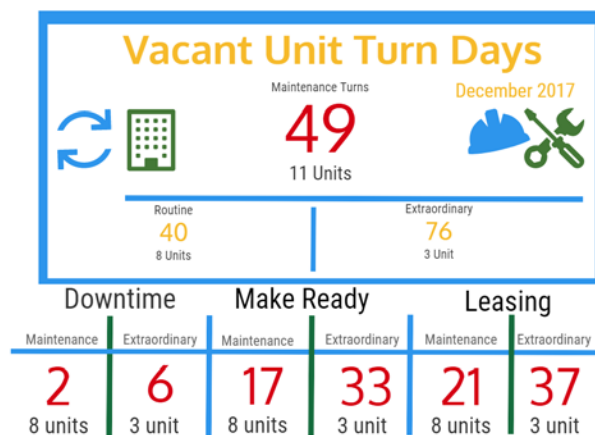 Vacant Unit Turn Days
Maintenance Turns
December 2017
49
11 Units
Routine
Extraordinary
40
76
8 Units
3 Unit
Downtime Make Ready Leasing
Maintenance Extraordinary Maintenance Extraordinary Maintenance Extraordinary
2 6 17 33 21 37
8 units 3 unit 8 units 3 unit 8 units 3 unit